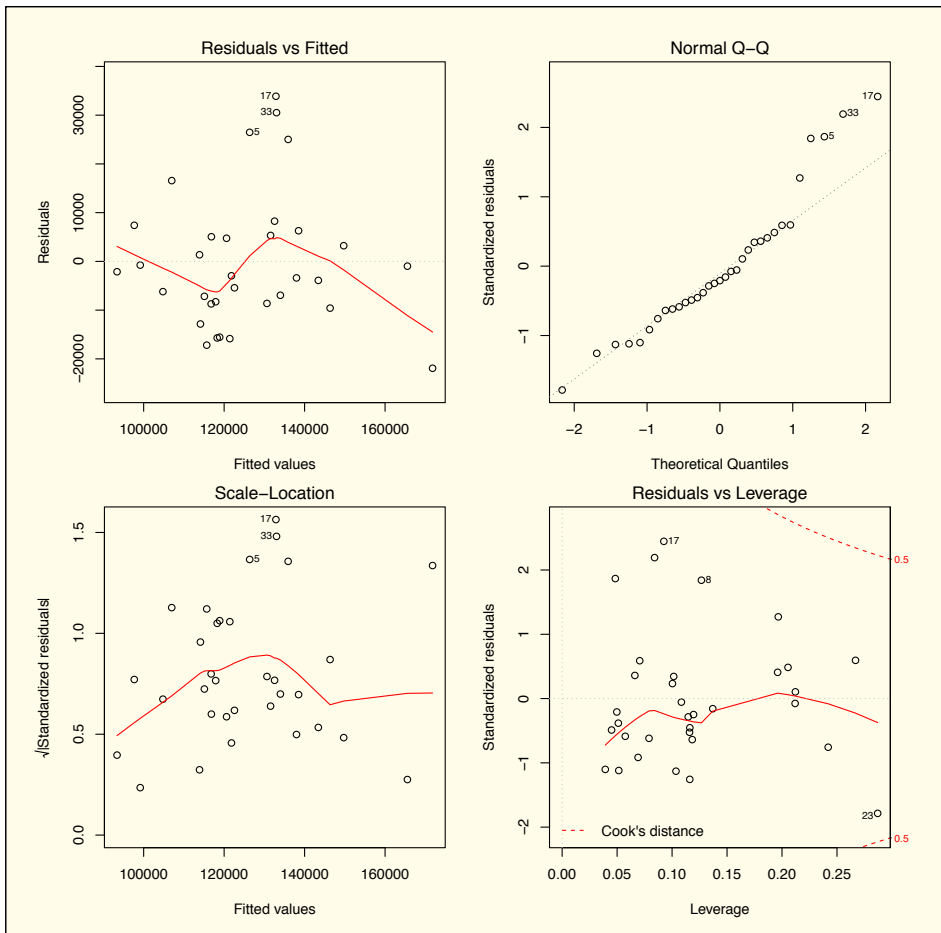 Residuals vs Fitted
Residuals
30000
10000
0
−20000
17
33
5
100000 120000 140000 160000
Fitted values
Normal Q−Q
Standardized residuals
2
1
0
−1
17
33
5
−2 −1 0 1 2
Theoretical Quantiles
Scale−Location
√|Standardized residuals|
1.5
1.0
0.5
0.0
17
33
5
100000 120000 140000 160000
Fitted values
Residuals vs Leverage
Standardized residuals
2
1
0
−1
−2
17
8
23
0.5
0.5
Cook's distance
0.00 0.05 0.10 0.15 0.20 0.25
Leverage